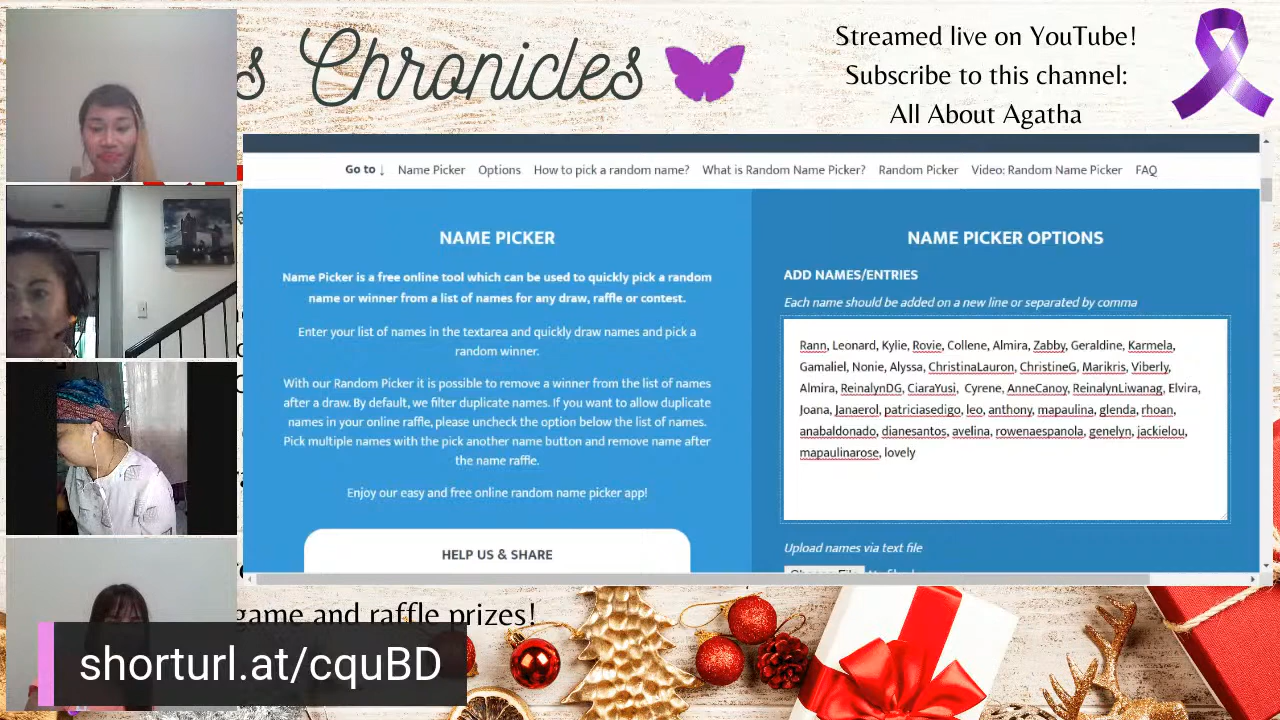 s Chronicles
Streamed live on YouTube!
Subscribe to this channel:
All About Agatha
Go to ↓ Name Picker Options How to pick a random name? What is Random Name Picker? Random Picker Video: Random Name Picker FAQ
NAME PICKER
Name Picker is a free online tool which can be used to quickly pick a random
name or winner from a list of names for any draw, raffle or contest.
Enter your list of names in the textarea and quickly draw names and pick a
random winner.
With our Random Picker it is possible to remove a winner from the list of names
after a draw. By default, we filter duplicate names. If you want to allow duplicate
names in your online raffle, please uncheck the option below the list of names.
Pick multiple names with the pick another name button and remove name after
the name raffle.
Enjoy our easy and free online random name picker app!
HELP US & SHARE
NAME PICKER OPTIONS
ADD NAMES/ENTRIES
Each name should be added on a new line or separated by comma
Rann, Leonard, Kylie, Rovie, Collene, Almira, Zabby, Geraldine, Karmela,
Gamaliel, Nonie, Alyssa, ChristinaLauron, ChristineG, Marikris, Viberly,
Almira, ReinalynDG, CiaraYusi, Cyrene, AnneCanoy, ReinalynLiwanag, Elvira,
Joana, Janaerol, patriciasedigo, leo, anthony, mapaulina, glenda, rhoan,
anabaldonado, dianesantos, avelina, rowenaespanola, genelyn, jackielou,
mapaulinarose, lovely
Upload names via text file
game and raffle prizes!
shorturl.at/cquBD